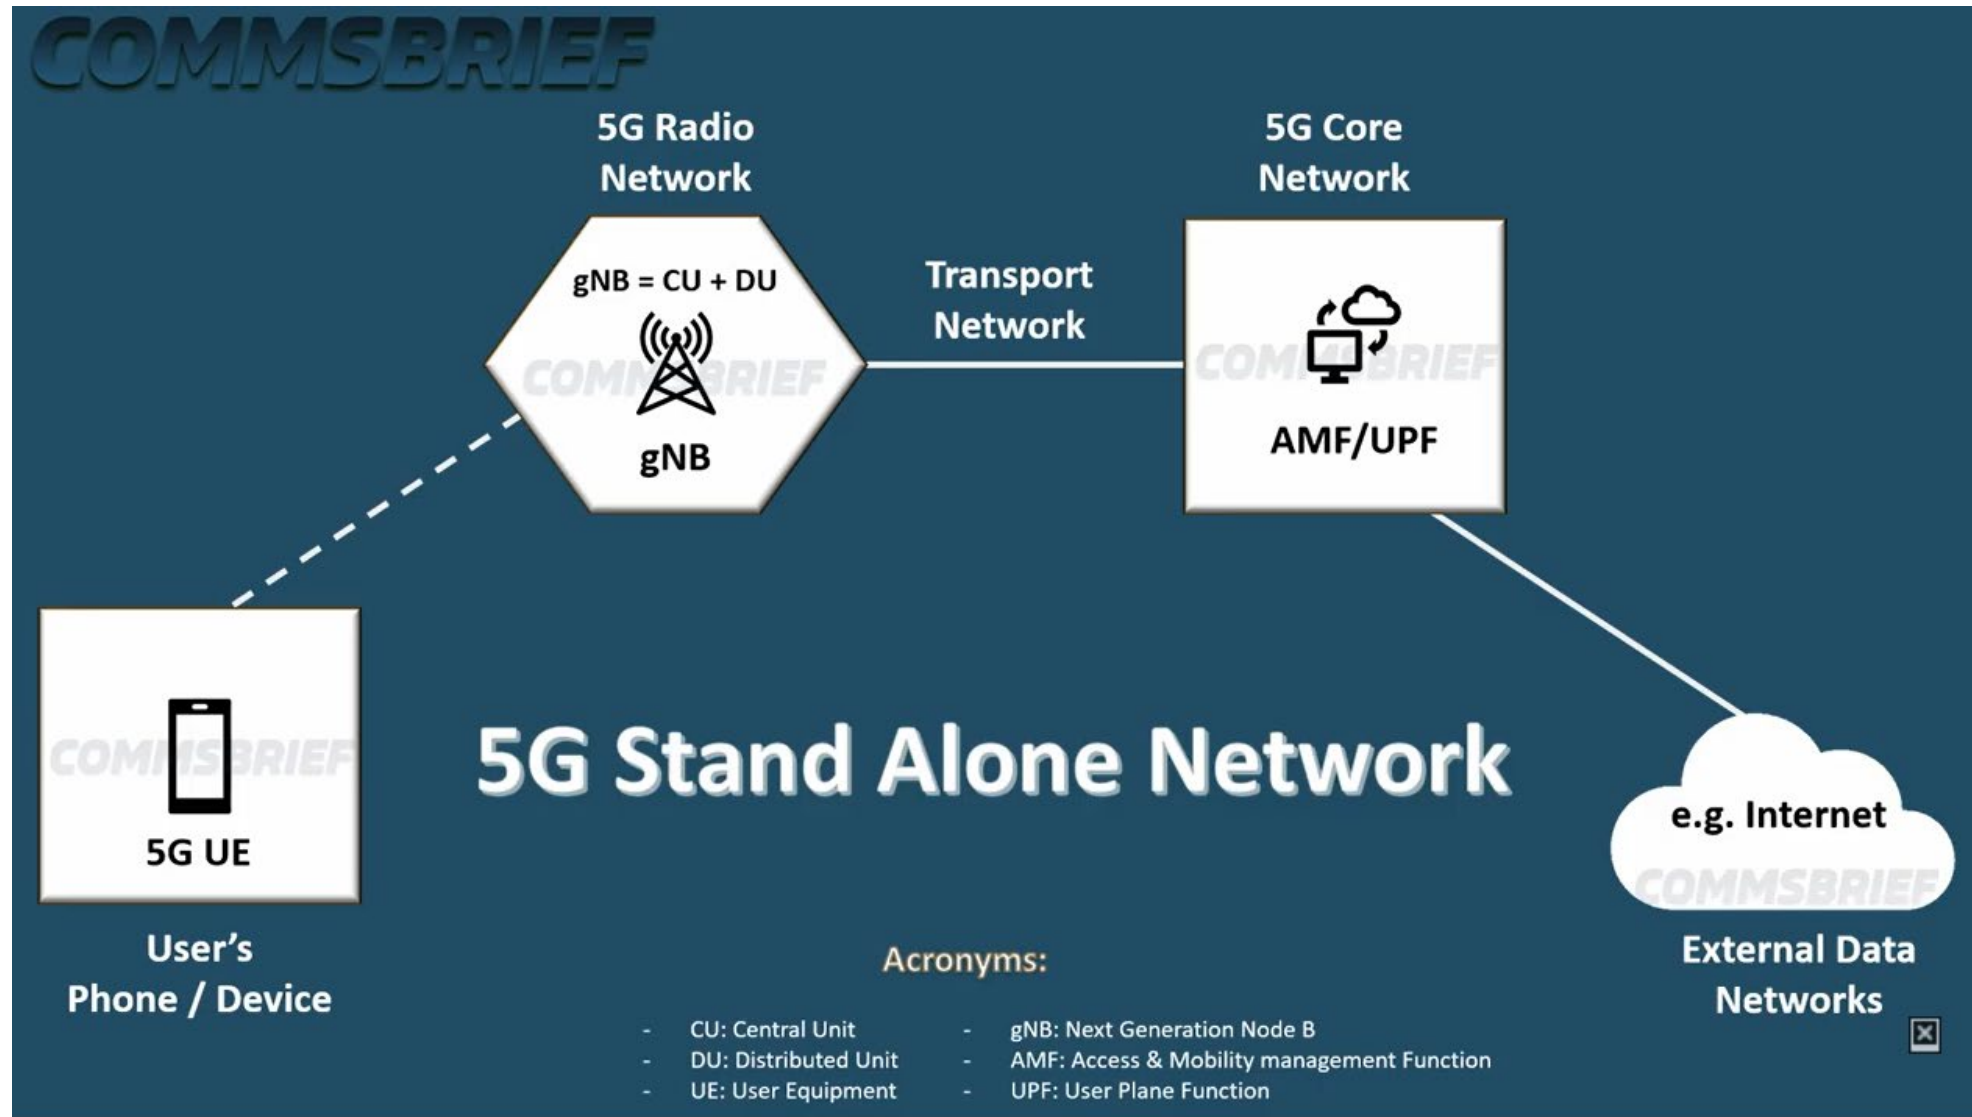 COMMSBRIEF
5G Radio
Network
5G Core
Network
gNB = CU + DU
COMMSBRIEF
gNB
Transport
Network
COMMSBRIEF
AMF/UPF
COMMSBRIEF
5G UE
User's
Phone / Device
5G Stand Alone Network
e.g. Internet
COMMSBRIEF
External Data
Networks
Acronyms:
- CU: Central Unit
- DU: Distributed Unit
- UE: User Equipment
- gNB: Next Generation Node B
- AMF: Access & Mobility management Function
- UPF: User Plane Function